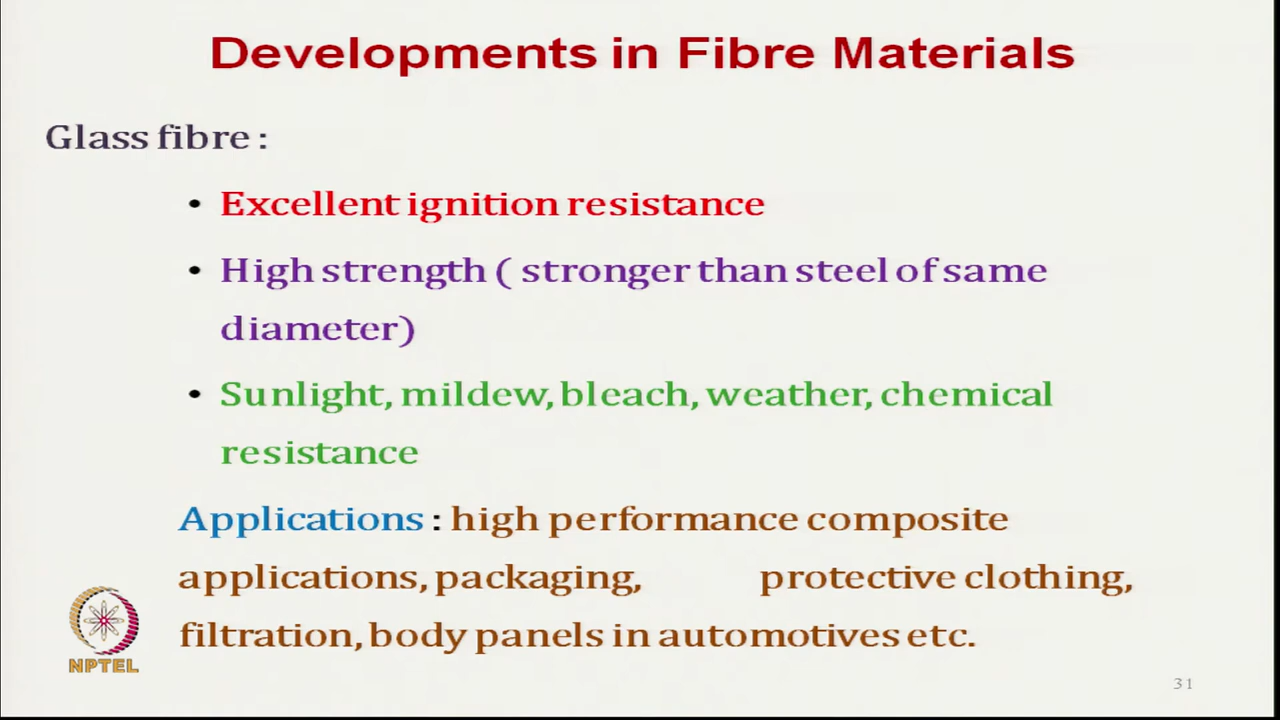 Developments in Fibre Materials
Glass fibre :
• Excellent ignition resistance
• High strength ( stronger than steel of same
diameter)
• Sunlight, mildew, bleach, weather, chemical
resistance
Applications : high performance composite
applications, packaging, protective clothing,
filtration, body panels in automotives etc.
NPTEL
31